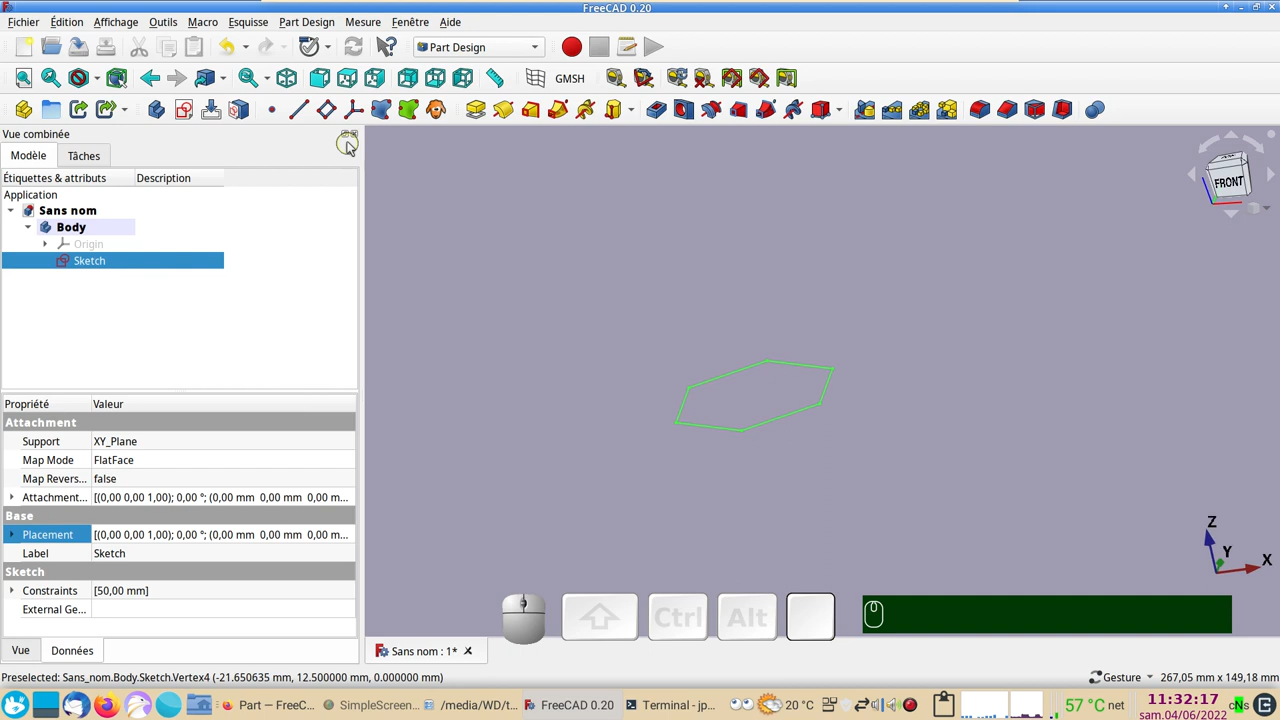 FreeCAD 0.20
Fichier Édition Affichage Outils Macro Esquisse Part Design Mesure Fenêtre Aide
Part Design
GMSH
Vue combinée
Modèle Tâches
Étiquettes & attributs Description
Application
Sans nom
Body
Origin
Sketch
FRONT
Propriété Valeur
Attachment
Support XY_Plane
Map Mode FlatFace
Map Revers... false
Attachment... [(0,00 0,00 1,00); 0,00 °; (0,00 mm 0,00 mm 0,00 m...
Base
Placement [(0,00 0,00 1,00); 0,00 °; (0,00 mm 0,00 mm 0,00 m...
Label Sketch
Sketch
Constraints [50,00 mm]
External Ge...
Z
Y
X
Ctrl Alt
Vue Données
Sans nom : 1*
Preselected: Sans_nom.Body.Sketch.Vertex4 (-21.650635 mm, 12.500000 mm, 0.000000 mm)
Gesture 267,05 mm x 149,18 mm
Part — FreeC... SimpleScreen... /media/WD/t... FreeCAD 0.20 Terminal - jp... 20 °C 57 °C net 11:32:17
sam.04/06/2022